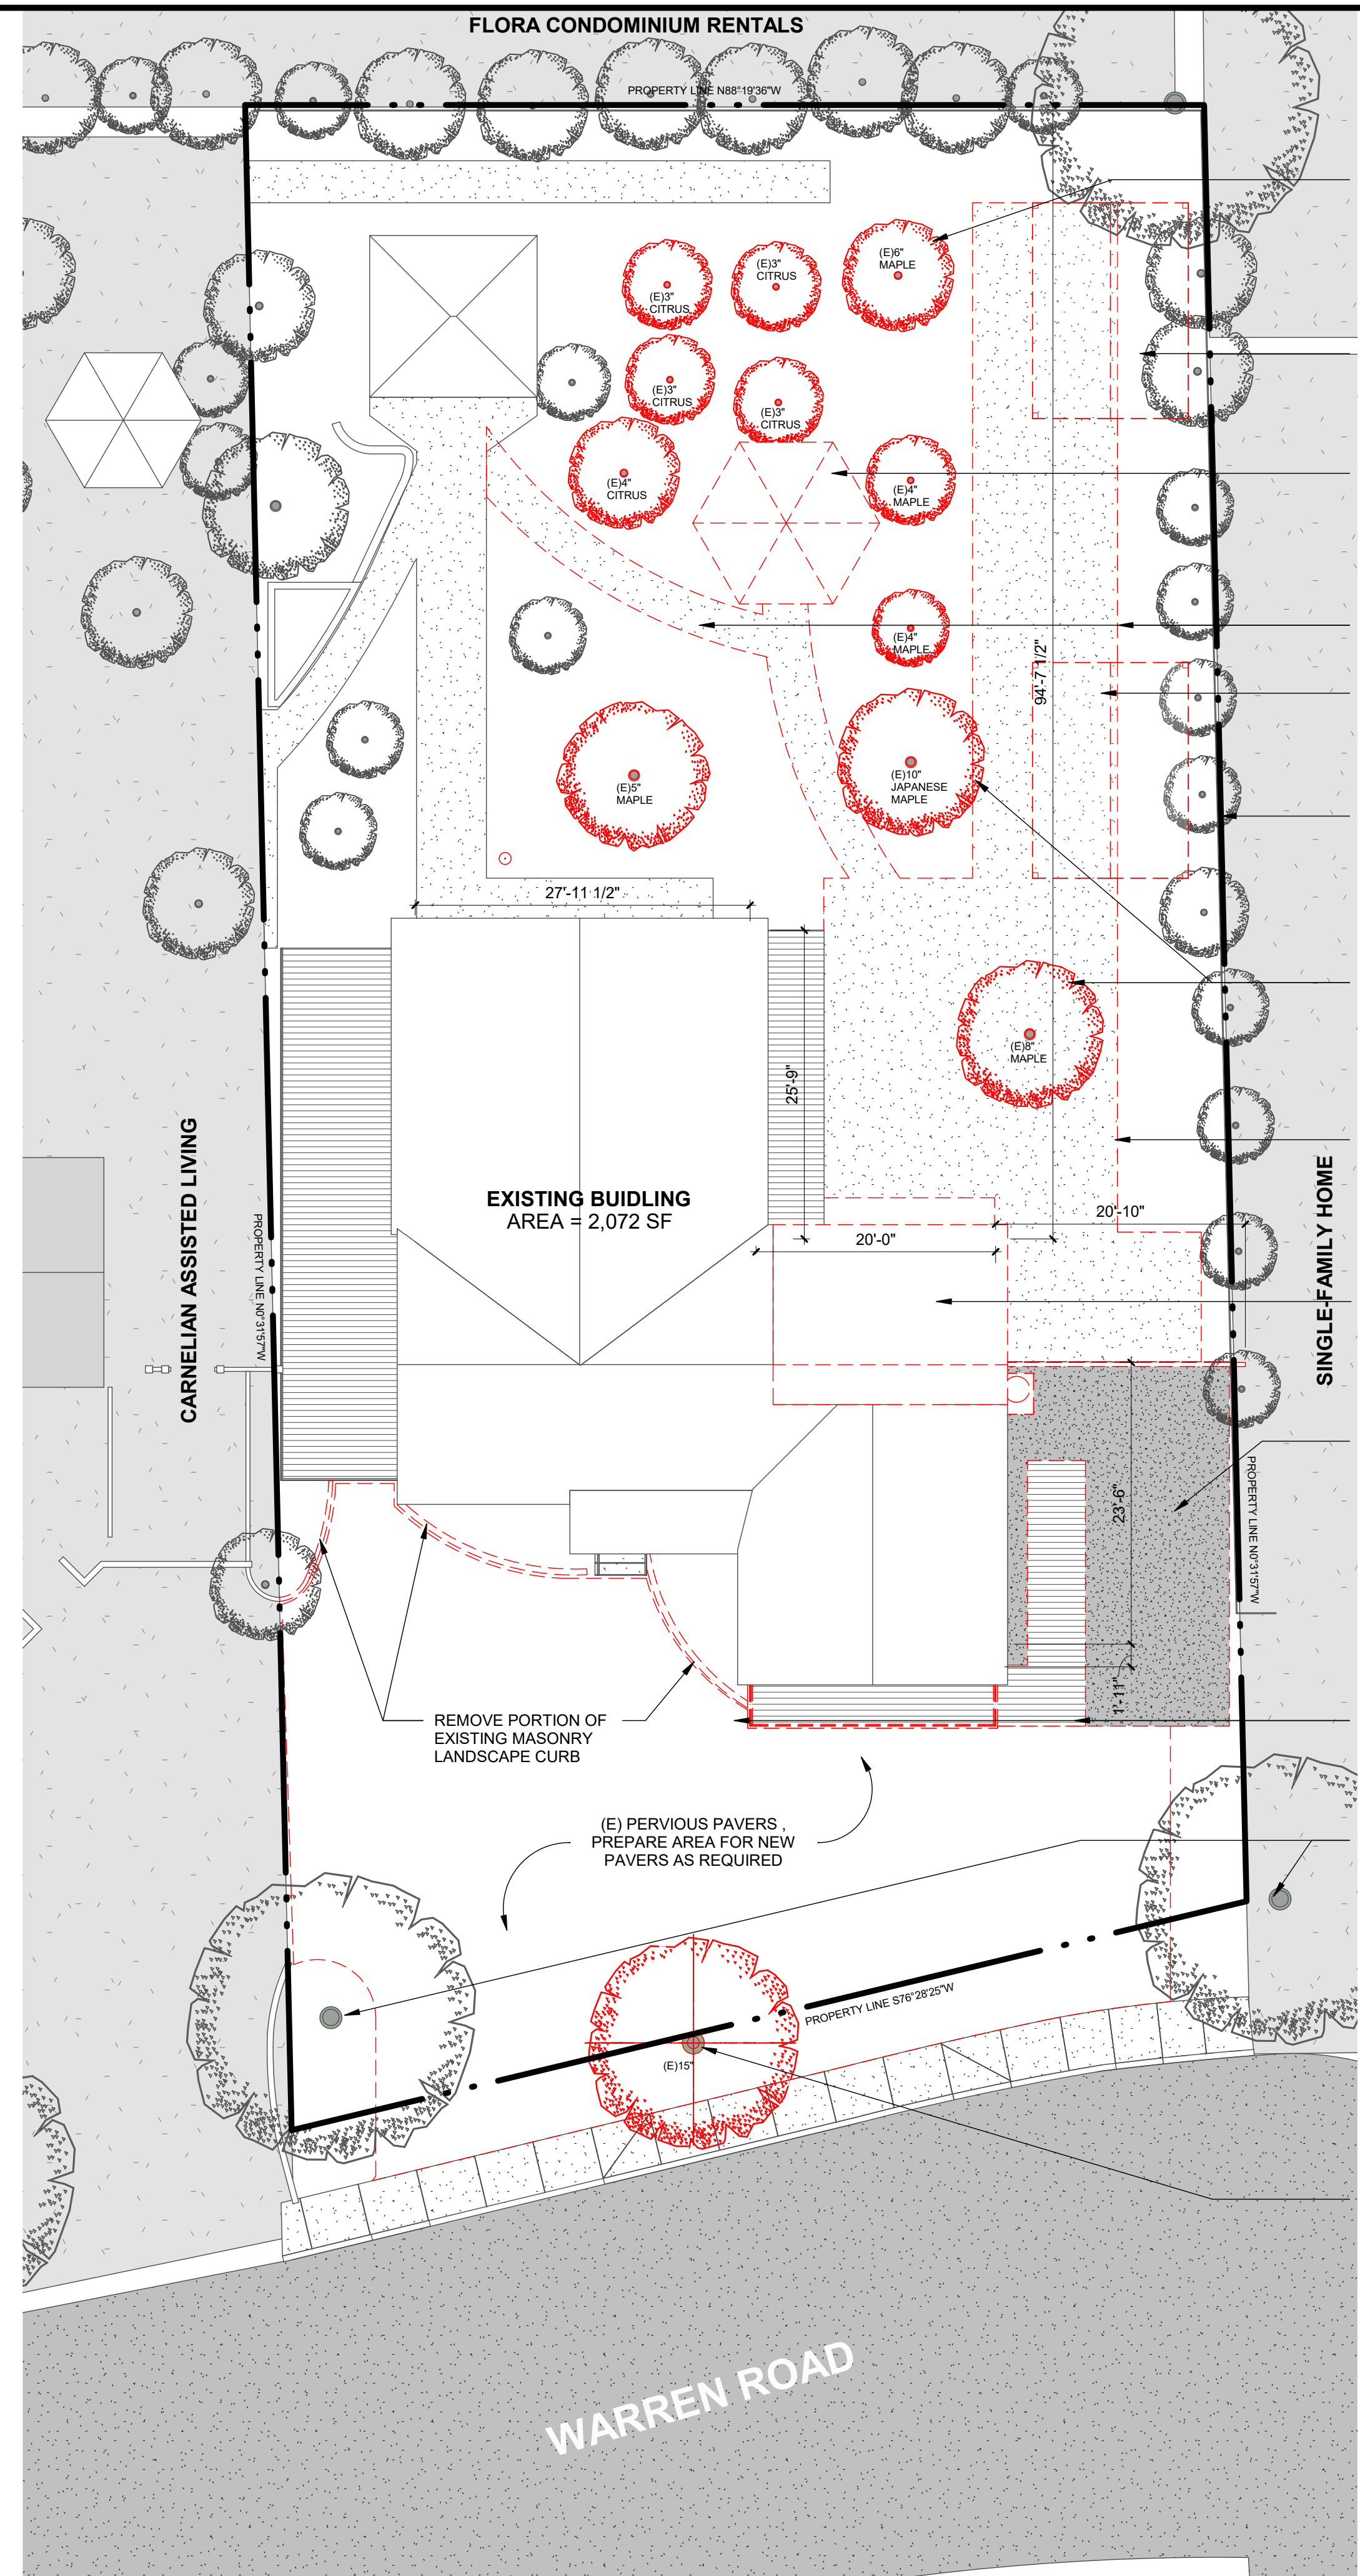 FLORA CONDOMINIUM RENTALS
PROPERTY LINE N88°19'36"W
(E)6"
MAPLE
(E)3"
CITRUS
(E)3"
CITRUS
(E)3"
CITRUS
(E)3"
CITRUS
(E)4"
CITRUS
(E)4"
MAPLE
(E)4"
MAPLE
94'-7 1/2"
(E)5"
MAPLE
(E)10"
JAPANESE
MAPLE
27'-11 1/2"
(E)8"
MAPLE
25'-9"
CARNELIAN ASSISTED LIVING
PROPERTY LINE N0°31'57"W
EXISTING BUIDLING
AREA = 2,072 SF
20'-10"
20'-0"
SINGLE-FAMILY HOME
23'-6"
PROPERTY LINE N0°31'57"W
1'-11"
REMOVE PORTION OF
EXISTING MASONRY
LANDSCAPE CURB
(E) PERVIOUS PAVERS ,
PREPARE AREA FOR NEW
PAVERS AS REQUIRED
PROPERTY LINE S76°28'25"W
(E)15"
WARREN ROAD